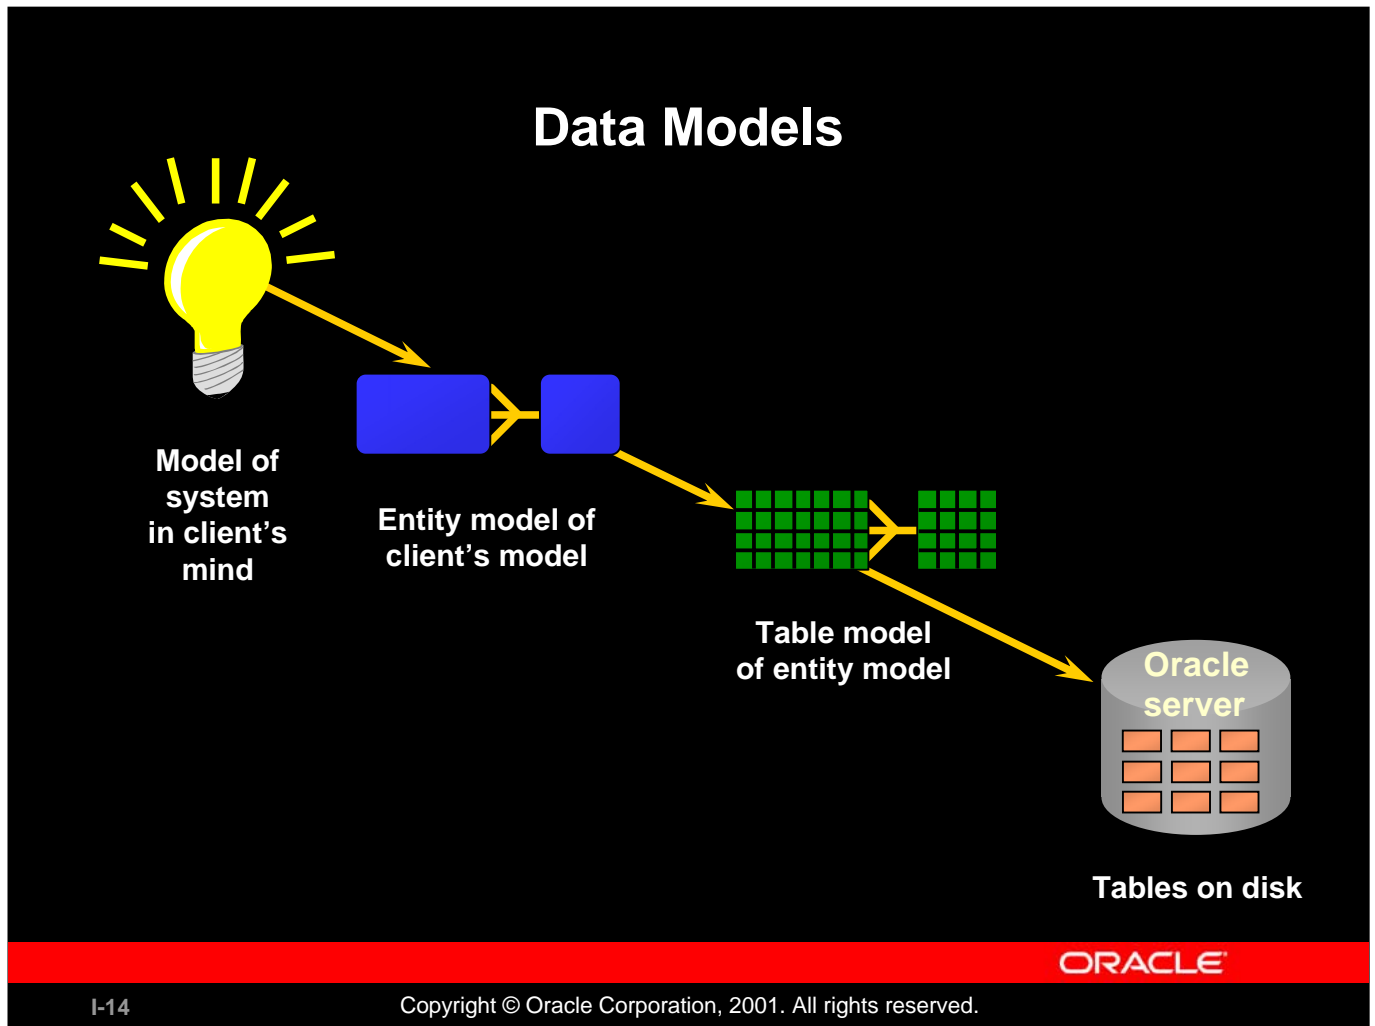 Data Models
Model of
system
in client’s
mind
Entity model of
client’s model
Table model
of entity model
Oracle
server
Tables on disk
ORACLE
I-14
Copyright © Oracle Corporation, 2001. All rights reserved.